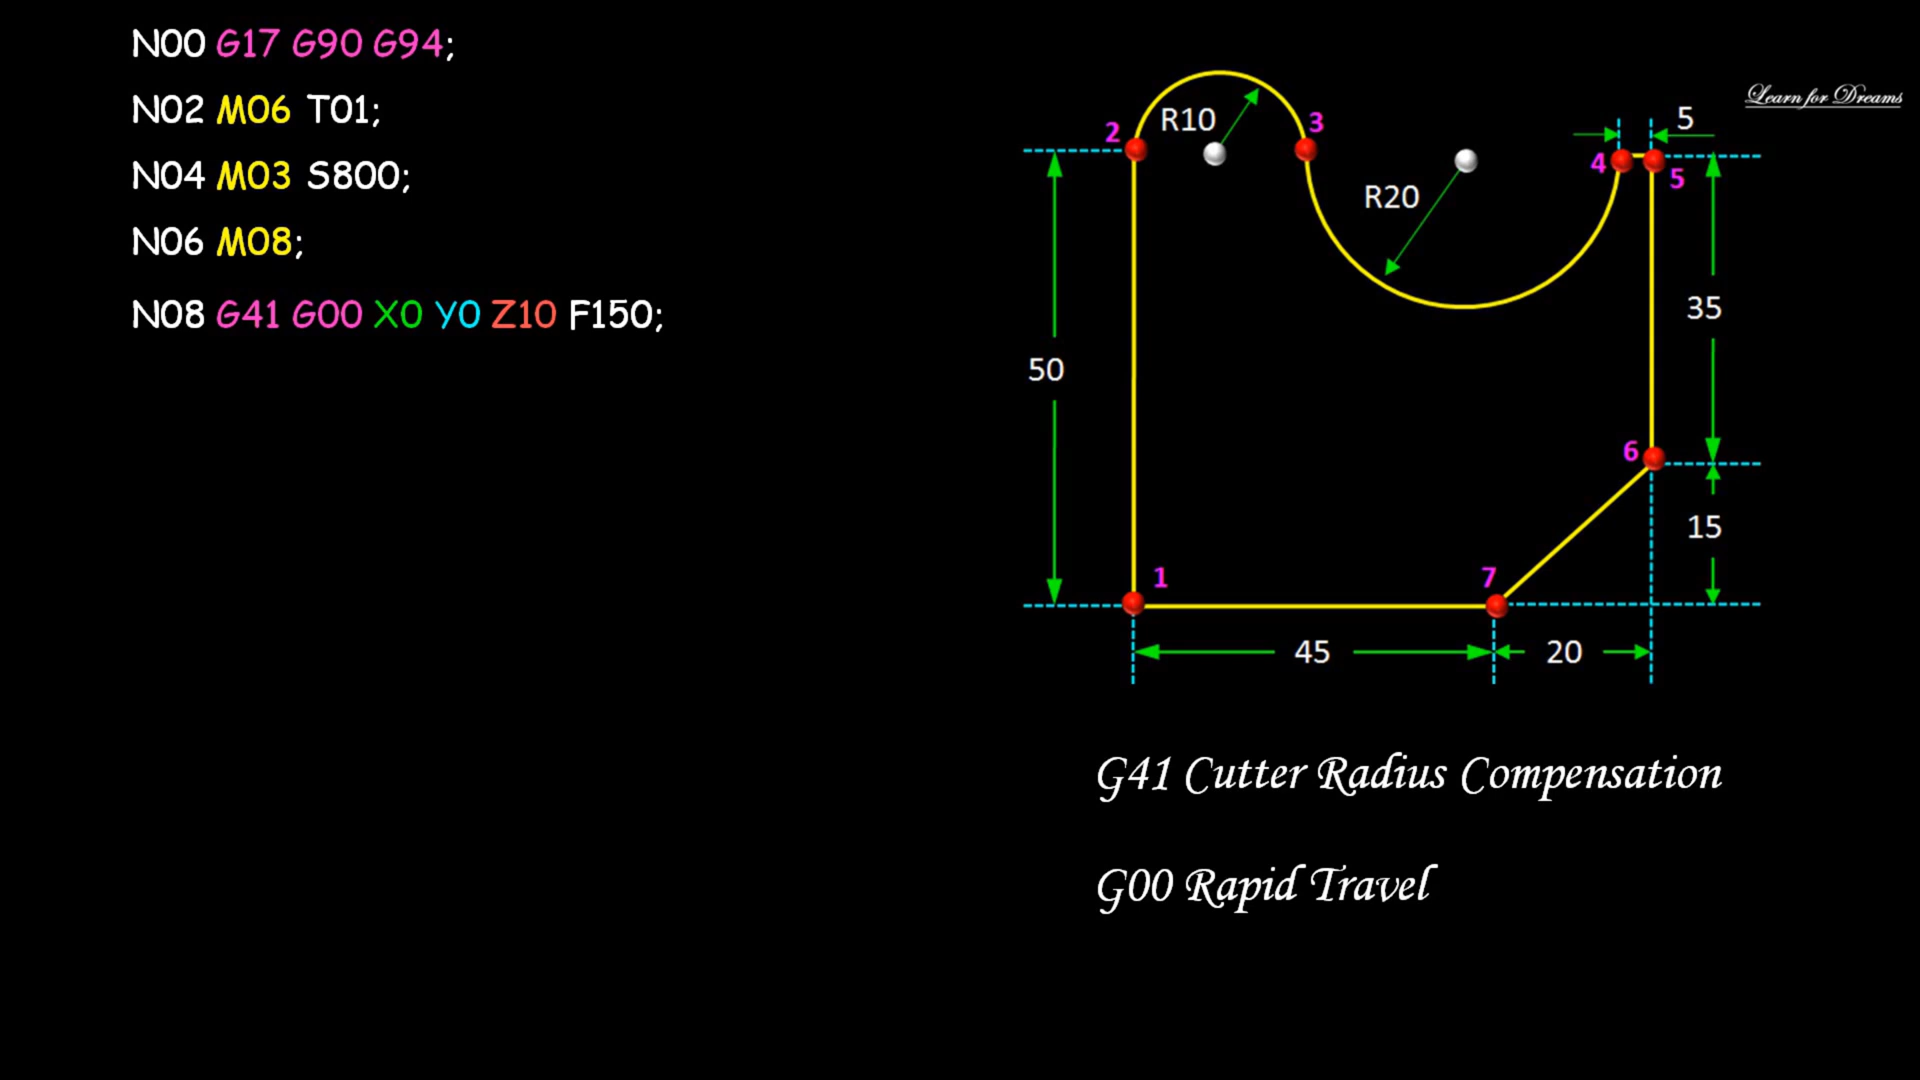 N00 G17 G90 G94;
N02 M06 T01;
N04 M03 S800;
N06 M08;
N08 G41 G00 X0 Y0 Z10 F150;
Learn for Dreams
5
2
R10
3
4
5
R20
35
50
6
15
1
7
45
20
G41 Cutter Radius Compensation
G00 Rapid Travel